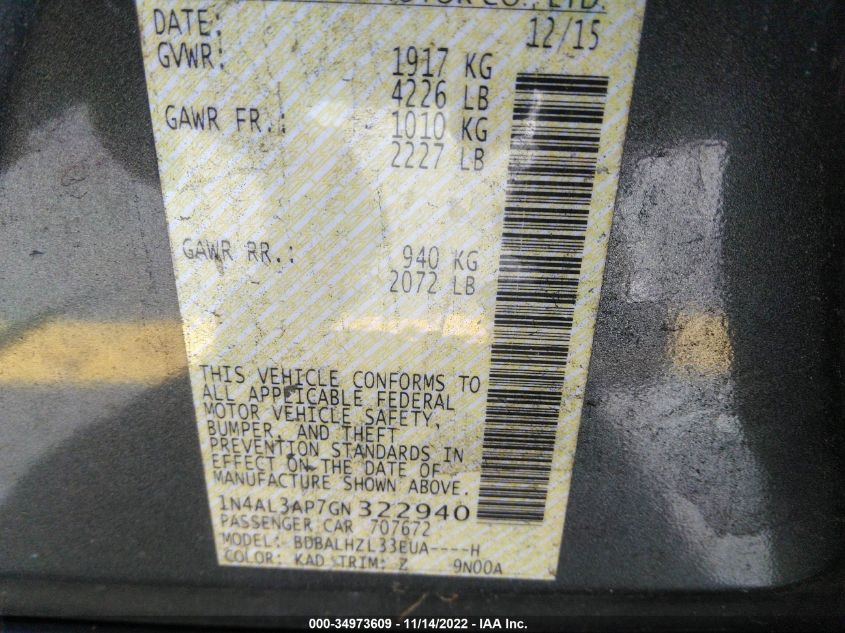 MOTOR CO., LTD.
DATE: 12/15
GVWR: 1917 KG
4226 LB
GAWR FR.: 1010 KG
2227 LB
GAWR RR.: 940 KG
2072 LB
THIS VEHICLE CONFORMS TO
ALL APPLICABLE FEDERAL
MOTOR VEHICLE SAFETY,
BUMPER, AND THEFT
PREVENTION STANDARDS IN
EFFECT ON THE DATE OF
MANUFACTURE SHOWN ABOVE.
1N4AL3AP7GN322940
PASSENGER CAR 707672
MODEL: BDBALHZL33EUA----H
COLOR: KAD TRIM: Z 9N00A
000-34973609 - 11/14/2022 - IAA Inc.